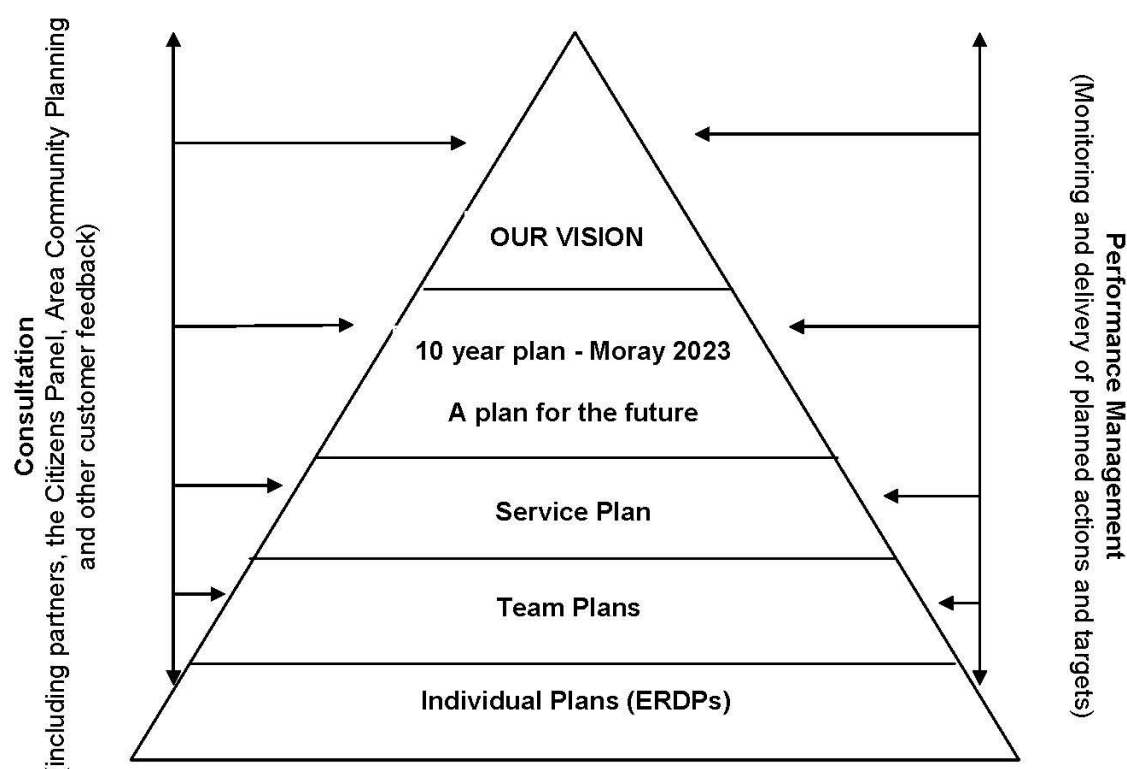 Consultation
(including partners, the Citizens Panel, Area Community Planning
and other customer feedback)
OUR VISION
10 year plan - Moray 2023
A plan for the future
Service Plan
Team Plans
Individual Plans (ERDPs)
Performance Management
(Monitoring and delivery of planned actions and targets)